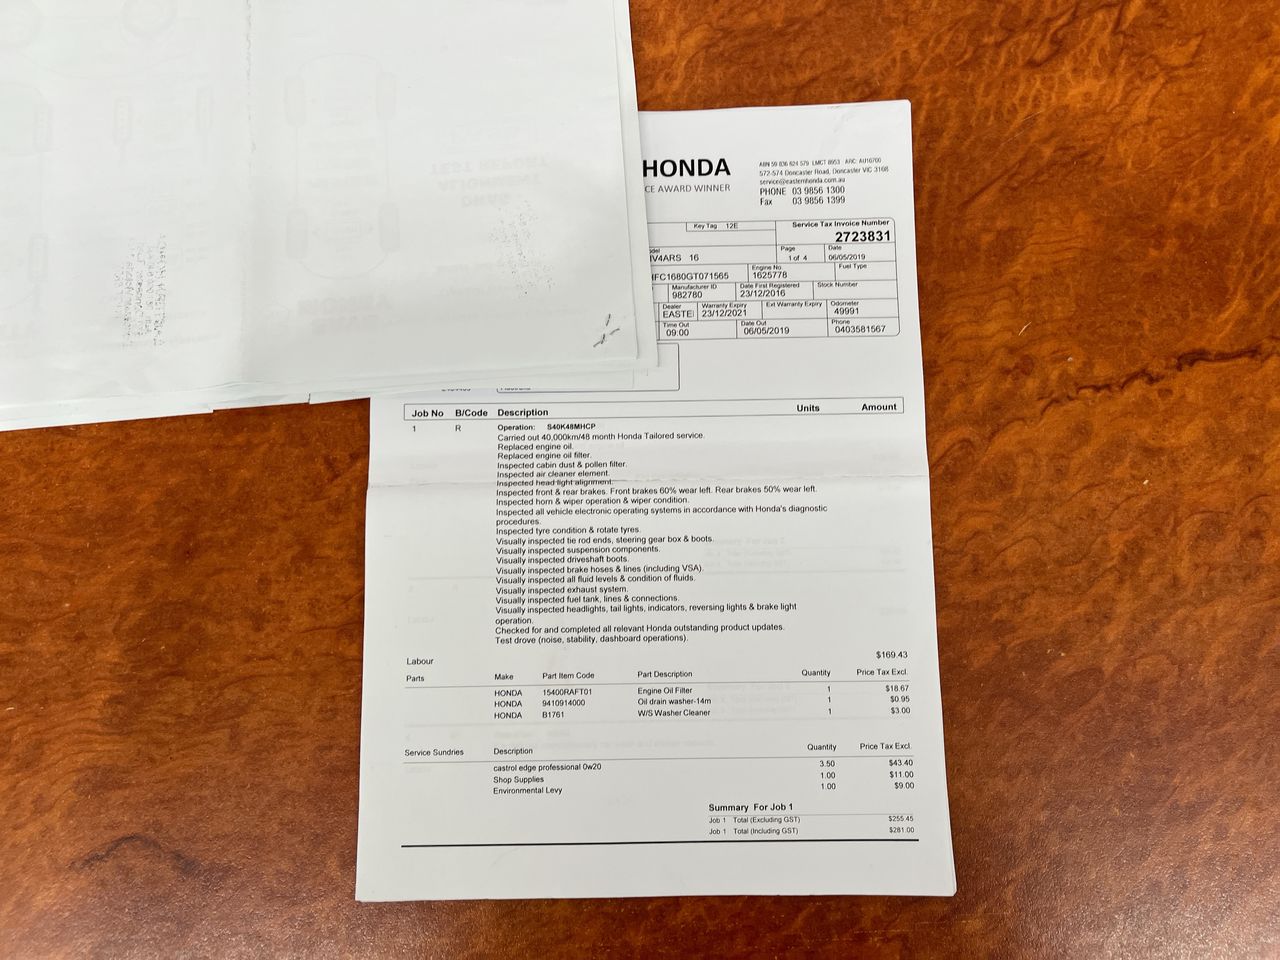 HONDA
CE AWARD WINNER
ABN 59 836 624 579 LMCT 8953 ARC: AU16700
572-574 Doncaster Road, Doncaster VIC 3108
service@easternhonda.com.au
PHONE 03 9856 1300
Fax 03 9856 1399
Key Tag 12E
Service Tax Invoice Number
2723831
Page
1 of 4
Date
06/05/2019
V4ARS 16
Engine No
1625778
Fuel Type
FC1680GT071565
Manufacturer ID
982780
Date First Registered
23/12/2016
Stock Number
Dealer
EASTE
Warranty Expiry
23/12/2021
Ext Warranty Expiry
Odometer
49991
Time Out
09:00
Date Out
06/05/2019
Phone
0403581567
Job No B/Code Description Units Amount
1 R Operation: S40K48MHCP
Carried out 40,000km/48 month Honda Tailored service.
Replaced engine oil.
Replaced engine oil filter.
Inspected cabin dust & pollen filter.
Inspected air cleaner element.
Inspected head light alignment.
Inspected front & rear brakes. Front brakes 60% wear left. Rear brakes 50% wear left.
Inspected horn & wiper operation & wiper condition.
Inspected all vehicle electronic operating systems in accordance with Honda's diagnostic
procedures.
Inspected tyre condition & rotate tyres.
Visually inspected tie rod ends, steering gear box & boots.
Visually inspected suspension components.
Visually inspected driveshaft boots.
Visually inspected brake hoses & lines (including VSA).
Visually inspected all fluid levels & condition of fluids.
Visually inspected exhaust system.
Visually inspected fuel tank, lines & connections.
Visually inspected headlights, tail lights, indicators, reversing lights & brake light
operation.
Checked for and completed all relevant Honda outstanding product updates.
Test drove (noise, stability, dashboard operations).
Labour $169.43
Parts Make Part Item Code Part Description Quantity Price Tax Excl.
HONDA 15400RAFT01 Engine Oil Filter 1 $18.67
HONDA 9410914000 Oil drain washer-14m 1 $0.95
HONDA B1761 W/S Washer Cleaner 1 $3.00
Service Sundries Description Quantity Price Tax Excl.
castrol edge professional 0w20 3.50 $43.40
Shop Supplies 1.00 $11.00
Environmental Levy 1.00 $9.00
Summary For Job 1
Job 1 Total (Excluding GST) $255.45
Job 1 Total (Including GST) $281.00